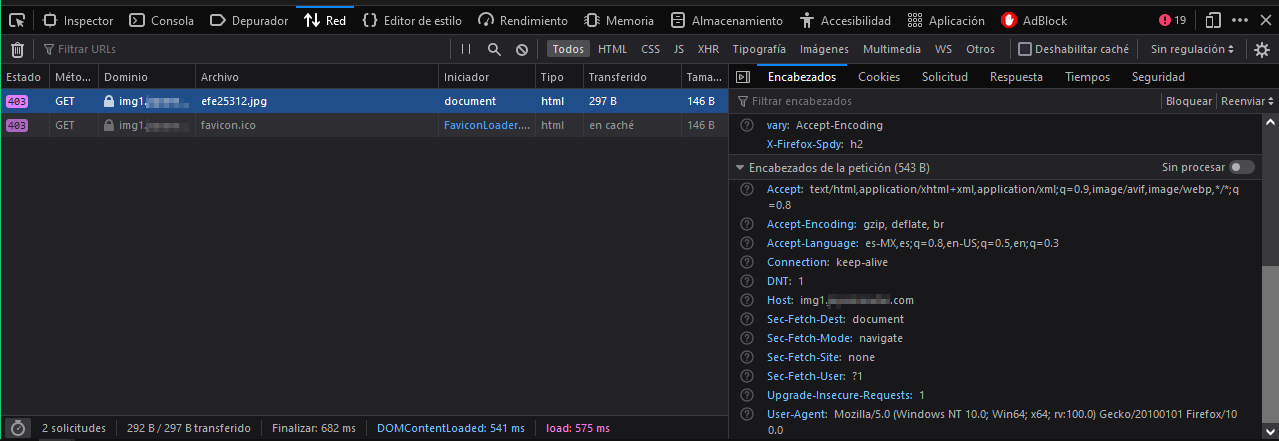 Inspector Consola Depurador Red Editor de estilo Rendimiento Memoria Almacenamiento Accesibilidad Aplicación AdBlock 19
Filtrar URLs Todos HTML CSS JS XHR Tipografía Imágenes Multimedia WS Otros Deshabilitar caché Sin regulación
Estado Méto... Dominio Archivo Iniciador Tipo Transferido Tama...
403 GET img1. efe25312.jpg document html 297 B 146 B
403 GET img1. favicon.ico FaviconLoader.... html en caché 146 B
2 solicitudes 292 B / 297 B transferido Finalizar: 682 ms DOMContentLoaded: 541 ms load: 575 ms
Encabezados Cookies Solicitud Respuesta Tiempos Seguridad
Filtrar encabezados Bloquear Reenviar
vary: Accept-Encoding
X-Firefox-Spdy: h2
Encabezados de la petición (543 B) Sin procesar
Accept: text/html,application/xhtml+xml,application/xml;q=0.9,image/avif,image/webp,*/*;q
=0.8
Accept-Encoding: gzip, deflate, br
Accept-Language: es-MX,es;q=0.8,en-US;q=0.5,en;q=0.3
Connection: keep-alive
DNT: 1
Host: img1. .com
Sec-Fetch-Dest: document
Sec-Fetch-Mode: navigate
Sec-Fetch-Site: none
Sec-Fetch-User: ?1
Upgrade-Insecure-Requests: 1
User-Agent: Mozilla/5.0 (Windows NT 10.0; Win64; x64; rv:100.0) Gecko/20100101 Firefox/10
0.0